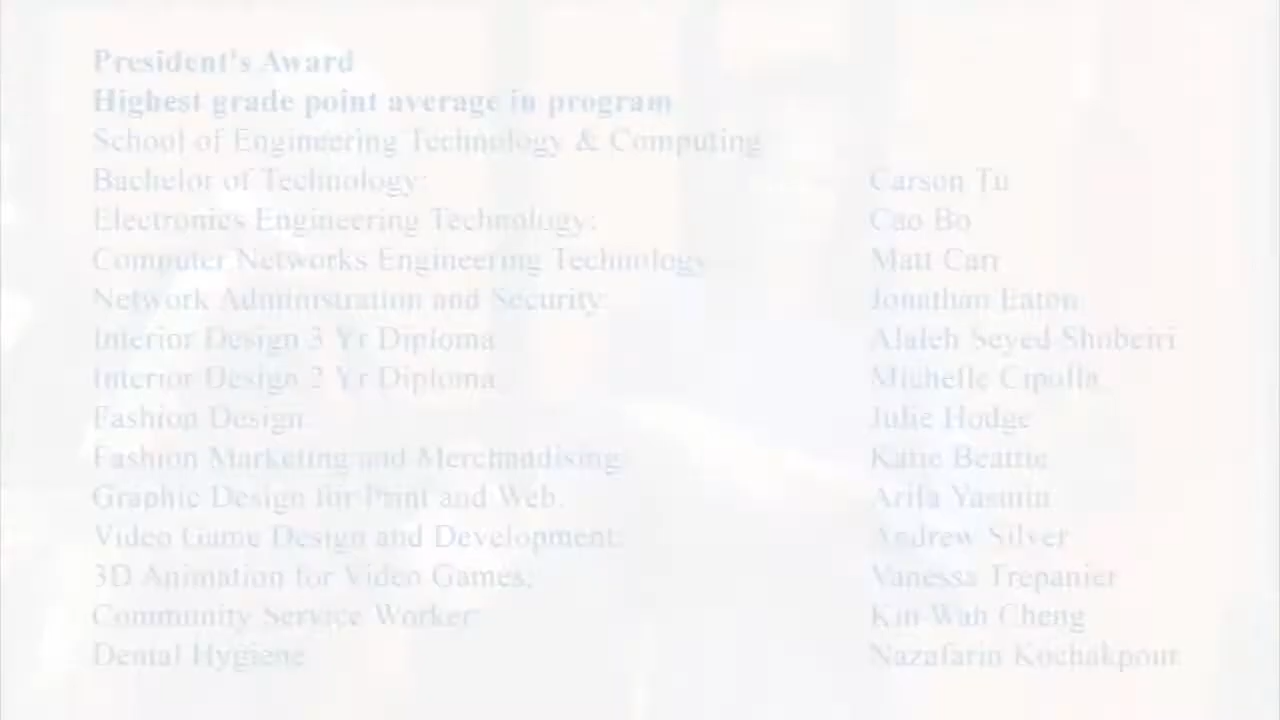 President's Award
Highest grade point average in program
School of Engineering Technology & Computing
Bachelor of Technology: Carson Tu
Electronics Engineering Technology: Cao Bo
Computer Networks Engineering Technology Matt Carr
Network Administration and Security: Jonathan Eaton
Interior Design 3 Yr Diploma Alaleh Seyed Shubeiri
Interior Design 2 Yr Diploma Michelle Cipolla
Fashion Design Julie Hodge
Fashion Marketing and Merchandising: Katie Beattie
Graphic Design for Print and Web: Arifa Yasmin
Video Game Design and Development: Andrew Silver
3D Animation for Video Games: Vanessa Trepanier
Community Service Worker: Kin Wah Cheng
Dental Hygiene Nazafarin Kochakpour